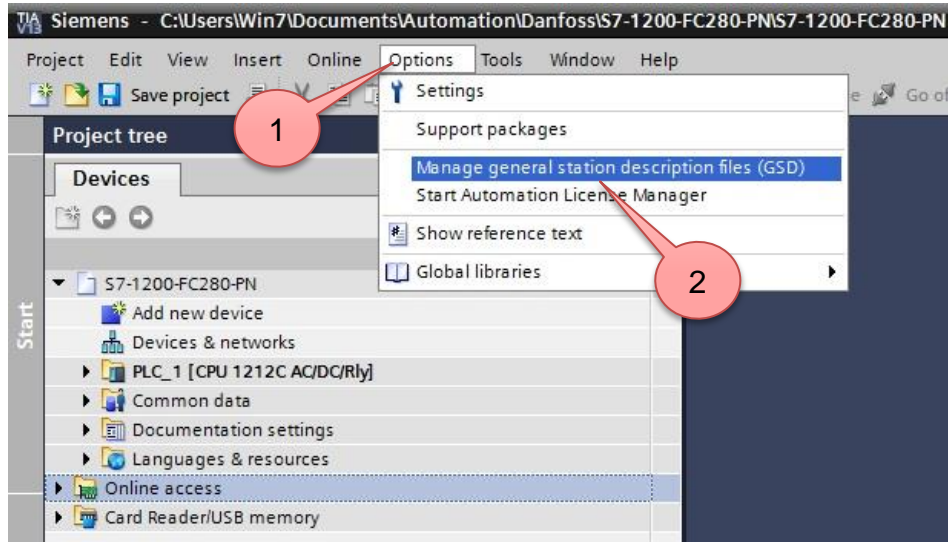 TIA V13 Siemens - C:\Users\Win7\Documents\Automation\Danfoss\S7-1200-FC280-PN\S7-1200-FC280-PN
Project Edit View Insert Online Options Tools Window Help
Save project
Settings
Go of
1
Support packages
Project tree
Manage general station description files (GSD)
Devices
Start Automation License Manager
Show reference text
Global libraries
2
S7-1200-FC280-PN
Add new device
Start
Devices & networks
PLC_1 [CPU 1212C AC/DC/Rly]
Common data
Documentation settings
Languages & resources
Online access
Card Reader/USB memory